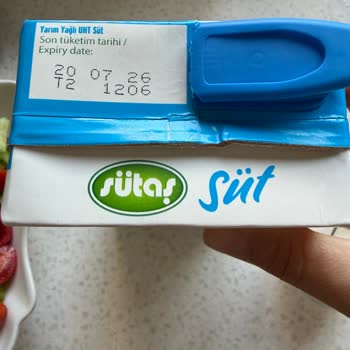 Yarım Yağlı UHT Süt
Son tüketim tarihi /
Expiry date:
20 07 26
T2 1206
sütaş süt